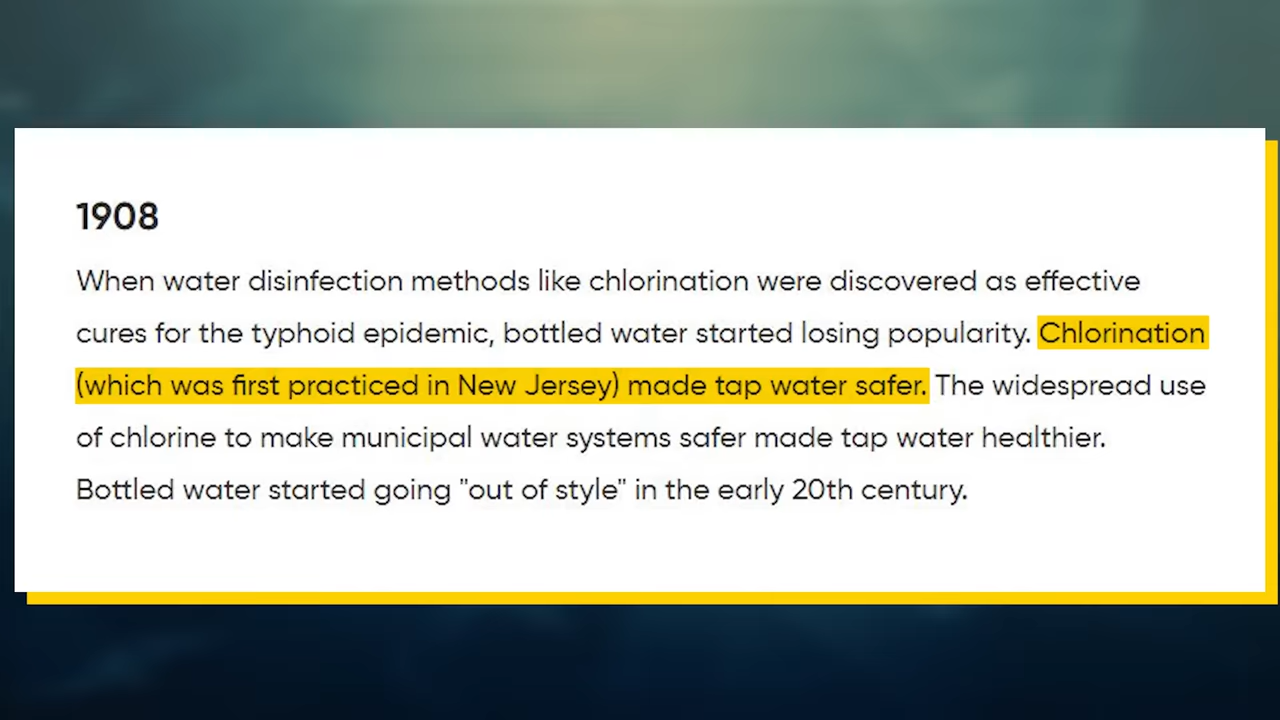 1908
When water disinfection methods like chlorination were discovered as effective
cures for the typhoid epidemic, bottled water started losing popularity. Chlorination
(which was first practiced in New Jersey) made tap water safer. The widespread use
of chlorine to make municipal water systems safer made tap water healthier.
Bottled water started going "out of style" in the early 20th century.